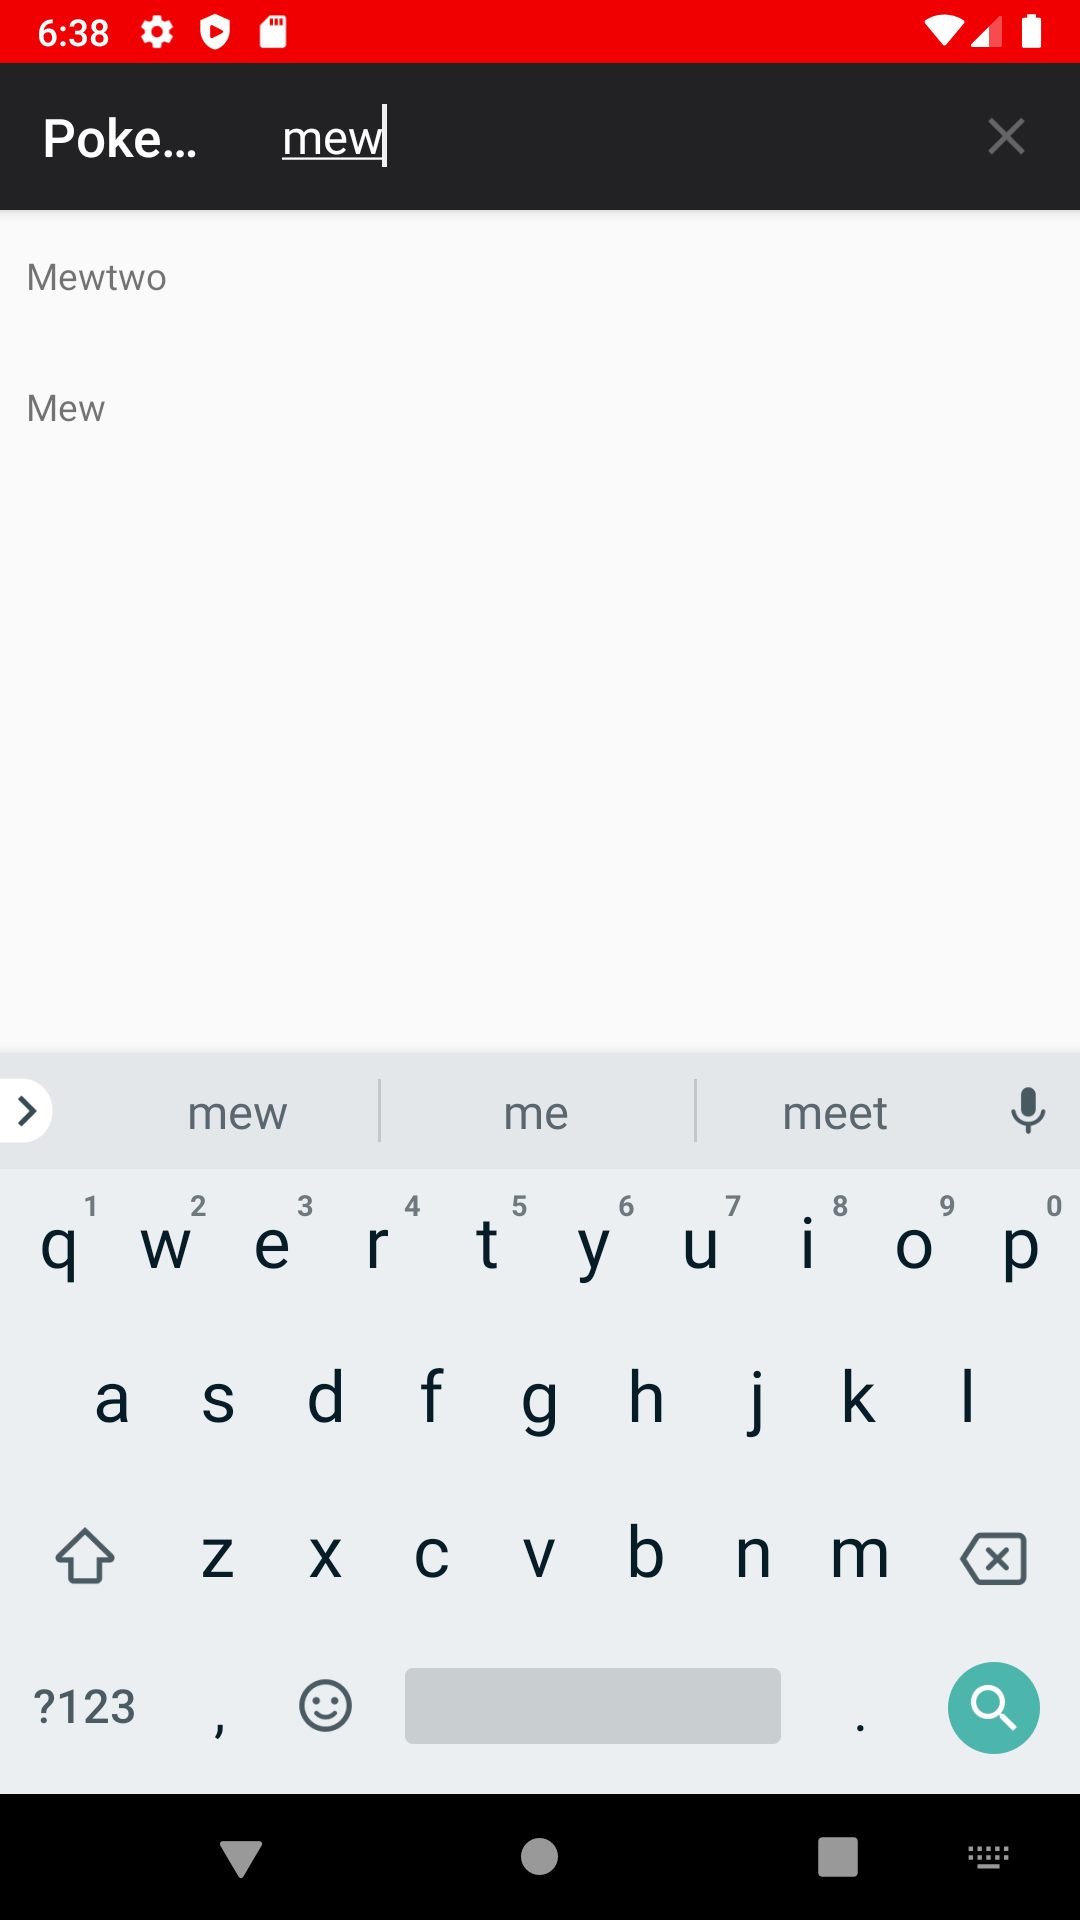 6:38
Poke... mew
Mewtwo
Mew
mew me meet
1 2 3 4 5 6 7 8 9 0
q w e r t y u i o p
a s d f g h j k l
z x c v b n m
?123 , .